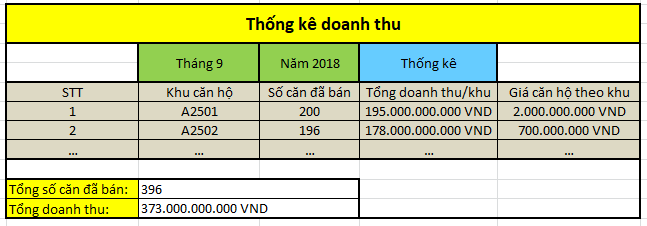 Thống kê doanh thu
Tháng 9 Năm 2018 Thống kê
STT Khu căn hộ Số căn đã bán Tổng doanh thu/khu Giá căn hộ theo khu
1 A2501 200 195.000.000.000 VND 2.000.000.000 VND
2 A2502 196 178.000.000.000 VND 700.000.000 VND
... ... ... ... ...
Tổng số căn đã bán: 396
Tổng doanh thu: 373.000.000.000 VND